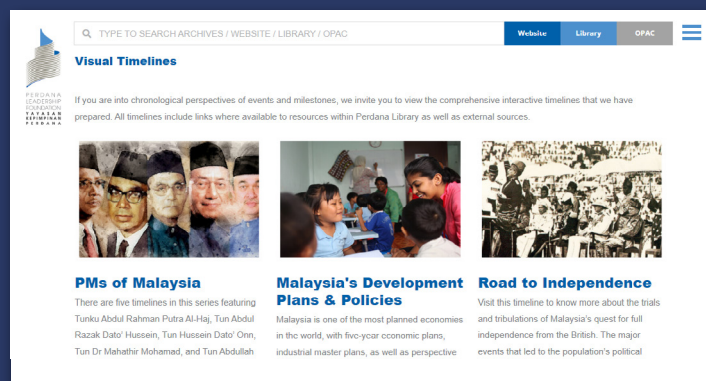 TYPE TO SEARCH ARCHIVES / WEBSITE / LIBRARY / OPAC
Website
Library
OPAC
PERDANA
LEADERSHIP
FOUNDATION
YAYASAN
KEPIMPINAN
PERDANA
Visual Timelines
If you are into chronological perspectives of events and milestones, we invite you to view the comprehensive interactive timelines that we have
prepared. All timelines include links where available to resources within Perdana Library as well as external sources.
PMs of Malaysia
There are five timelines in this series featuring
Tunku Abdul Rahman Putra Al-Haj, Tun Abdul
Razak Dato' Hussein, Tun Hussein Dato' Onn,
Tun Dr Mahathir Mohamad, and Tun Abdullah
Malaysia's Development
Plans & Policies
Malaysia is one of the most planned economies
in the world, with five-year economic plans,
industrial master plans, as well as perspective
Road to Independence
Visit this timeline to know more about the trials
and tribulations of Malaysia's quest for full
independence from the British. The major
events that led to the population's political